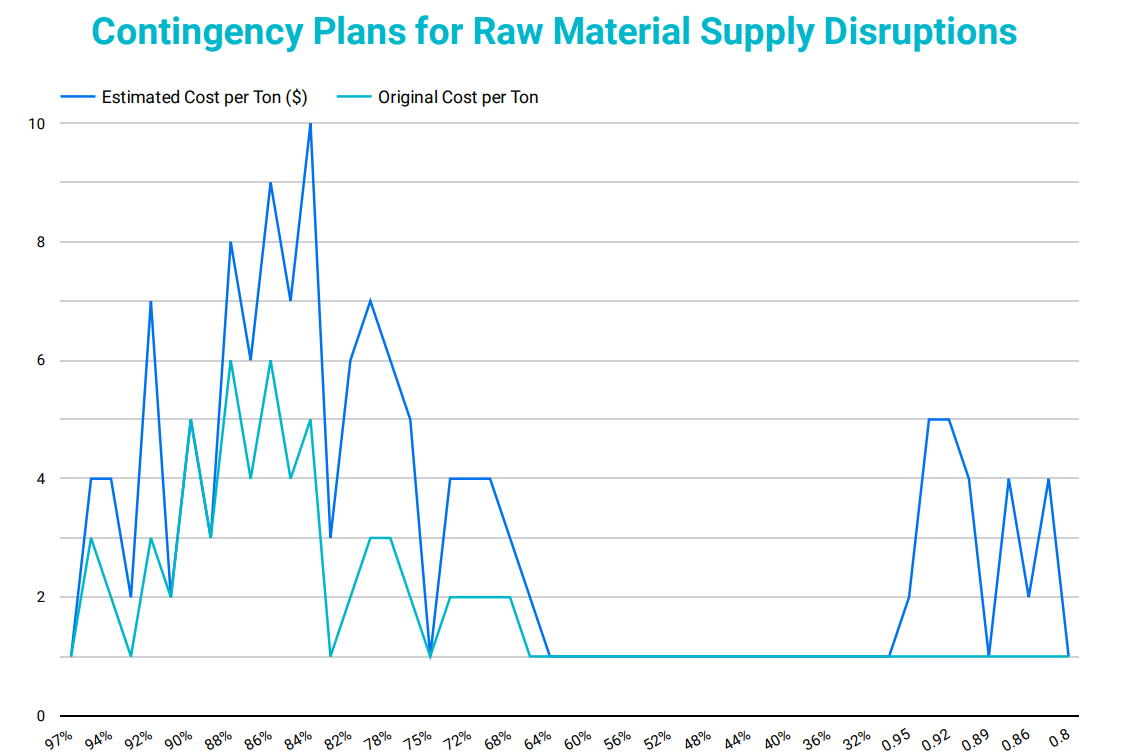 Contingency Plans for Raw Material Supply Disruptions
Estimated Cost per Ton ($) Original Cost per Ton
10
8
6
4
2
0
97% 94% 92% 90% 88% 86% 84% 82% 78% 75% 72% 68% 64% 60% 56% 52% 48% 44% 40% 36% 32% 0.95 0.92 0.89 0.86 0.8